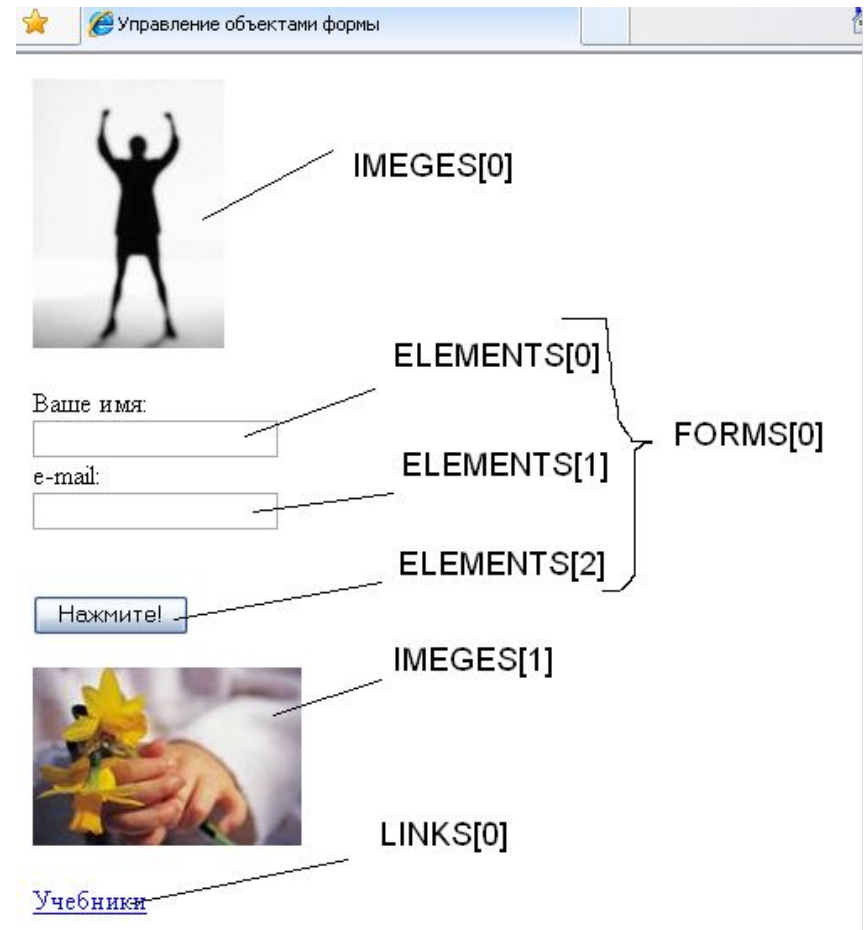 Управление объектами формы
IMEGES[0]
ELEMENTS[0]
Ваше имя:
FORMS[0]
ELEMENTS[1]
e-mail:
ELEMENTS[2]
Нажмите!
IMEGES[1]
LINKS[0]
Учебники